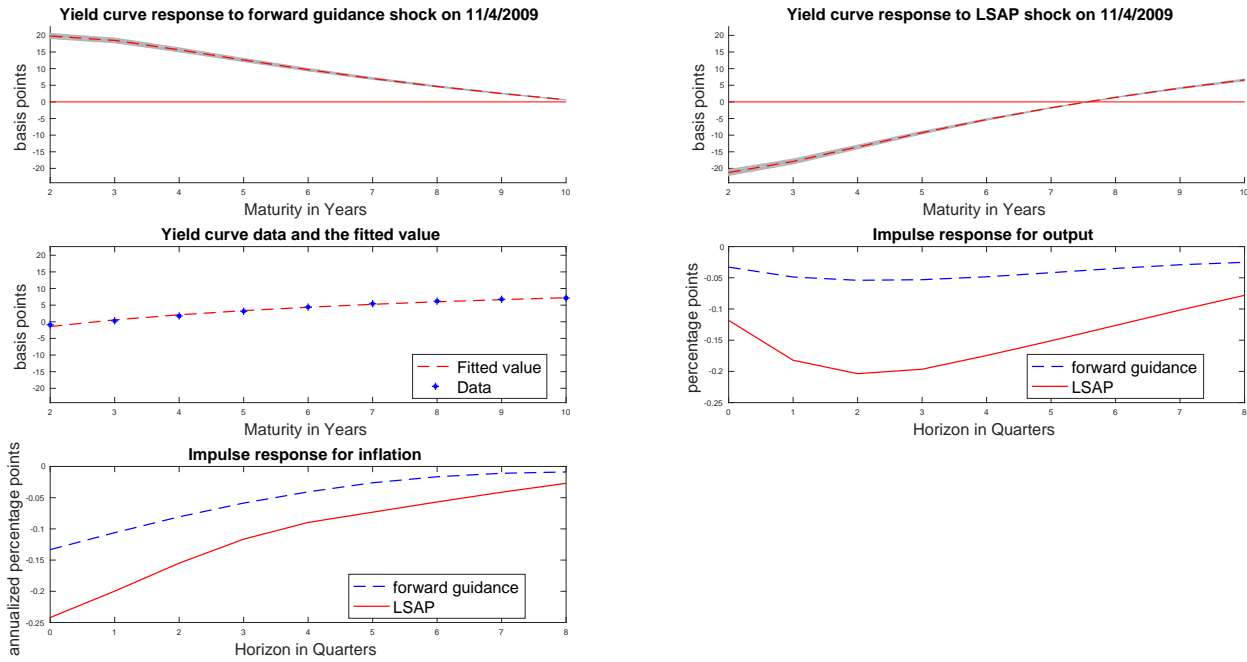 Yield curve response to forward guidance shock on 11/4/2009
basis points
20
15
10
5
0
-5
-10
-15
-20
2 3 4 5 6 7 8 9 10
Maturity in Years
Yield curve response to LSAP shock on 11/4/2009
basis points
20
15
10
5
0
-5
-10
-15
-20
2 3 4 5 6 7 8 9 10
Maturity in Years
Yield curve data and the fitted value
basis points
20
15
10
5
0
-5
-10
-15
-20
Fitted value
Data
2 3 4 5 6 7 8 9 10
Maturity in Years
Impulse response for output
percentage points
0
-0.05
-0.1
-0.15
-0.2
-0.25
forward guidance
LSAP
0 1 2 3 4 5 6 7 8
Horizon in Quarters
Impulse response for inflation
annualized percentage points
0
-0.05
-0.1
-0.15
-0.2
-0.25
forward guidance
LSAP
0 1 2 3 4 5 6 7 8
Horizon in Quarters